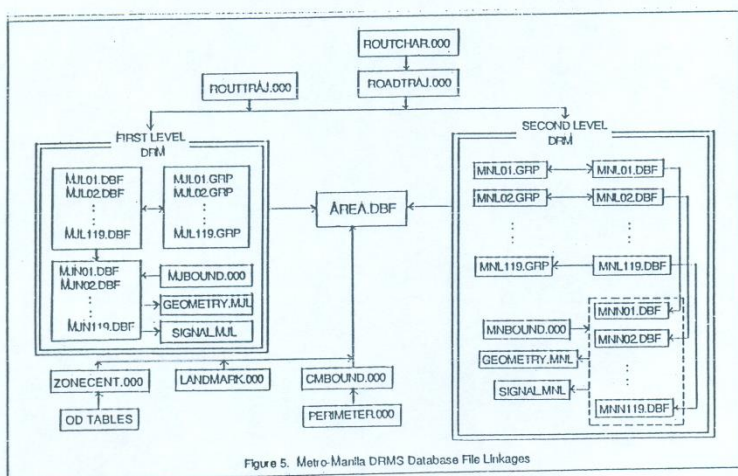 ROUTCHAR.000
ROUTTRAJ.000
ROADTRAJ.000
FIRST LEVEL
DRM
MJL01.DBF
MJL02.DBF
MJL119.DBF
MJL01.GRP
MJL02.GRP
MJL119.GRP
MJN01.DBF
MJN02.DBF
MJN119.DBF
MJBOUND.000
GEOMETRY.MJL
SIGNAL.MJL
AREA.DBF
SECOND LEVEL
DRM
MNL01.GRP
MNL01.DBF
MNL02.GRP
MNL02.DBF
MNL119.GRP
MNL119.DBF
MNN01.DBF
MNBOUND.000
MNN02.DBF
GEOMETRY.MNL
SIGNAL.MNL
MNN119.DBF
ZONECENT.000
LANDMARK.000
CMBOUND.000
OD TABLES
PERIMETER.000
Figure 5. Metro-Manila DRMS Database File Linkages